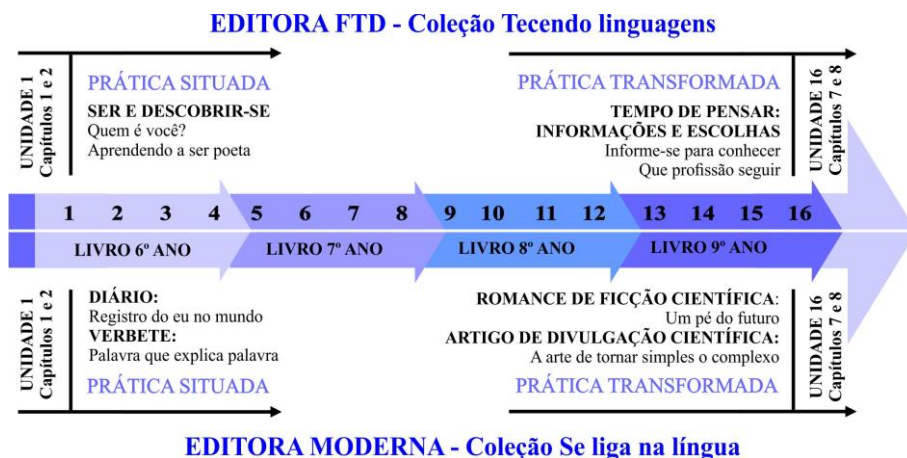 EDITORA FTD - Coleção Tecendo linguagens
UNIDADE 1
Capítulos 1 e 2
PRÁTICA SITUADA
SER E DESCOBRIR-SE
Quem é você?
Aprendendo a ser poeta
PRÁTICA TRANSFORMADA
TEMPO DE PENSAR:
INFORMAÇÕES E ESCOLHAS
Informe-se para conhecer
Que profissão seguir
UNIDADE 16
Capítulos 7 e 8
1 2 3 4 5 6 7 8 9 10 11 12 13 14 15 16
LIVRO 6º ANO LIVRO 7º ANO LIVRO 8º ANO LIVRO 9º ANO
UNIDADE 1
Capítulos 1 e 2
DIÁRIO:
Registro do eu no mundo
VERBETE:
Palavra que explica palavra
PRÁTICA SITUADA
ROMANCE DE FICÇÃO CIENTÍFICA:
Um pé do futuro
ARTIGO DE DIVULGAÇÃO CIENTÍFICA:
A arte de tornar simples o complexo
PRÁTICA TRANSFORMADA
UNIDADE 16
Capítulos 7 e 8
EDITORA MODERNA - Coleção Se liga na língua